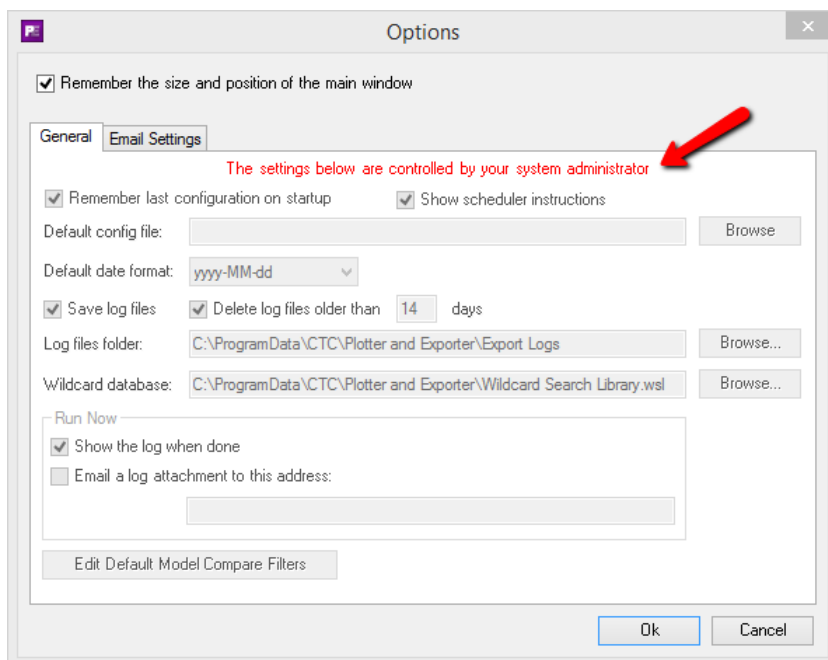 PE
Options
Remember the size and position of the main window
General Email Settings
The settings below are controlled by your system administrator
Remember last configuration on startup Show scheduler instructions
Default config file: Browse
Default date format: yyyy-MM-dd
Save log files Delete log files older than 14 days
Log files folder: C:\ProgramData\CTC\Plotter and Exporter\Export Logs Browse...
Wildcard database: C:\ProgramData\CTC\Plotter and Exporter\Wildcard Search Library.wsl Browse...
Run Now
Show the log when done
Email a log attachment to this address:
Edit Default Model Compare Filters
Ok Cancel